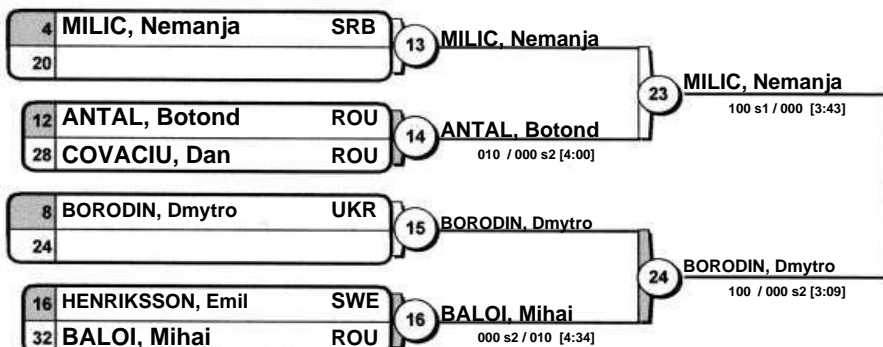 4 MILIC, Nemanja SRB
20
13 MILIC, Nemanja
12 ANTAL, Botond ROU
28 COVACIU, Dan ROU
14 ANTAL, Botond
010 / 000 s2 [4:00]
23 MILIC, Nemanja
100 s1 / 000 [3:43]
8 BORODIN, Dmytro UKR
24
15 BORODIN, Dmytro
16 HENRIKSSON, Emil SWE
32 BALOI, Mihai ROU
16 BALOI, Mihai
000 s2 / 010 [4:34]
24 BORODIN, Dmytro
100 / 000 s2 [3:09]